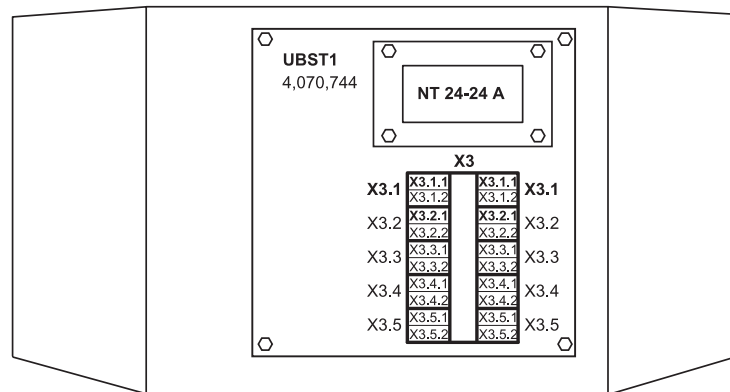 UBST1
4,070,744
NT 24-24 A
X3
X3.1 X3.1.1 X3.1.1 X3.1
X3.1.2 X3.1.2
X3.2 X3.2.1 X3.2.1 X3.2
X3.2.2 X3.2.2
X3.3 X3.3.1 X3.3.1 X3.3
X3.3.2 X3.3.2
X3.4 X3.4.1 X3.4.1 X3.4
X3.4.2 X3.4.2
X3.5 X3.5.1 X3.5.1 X3.5
X3.5.2 X3.5.2